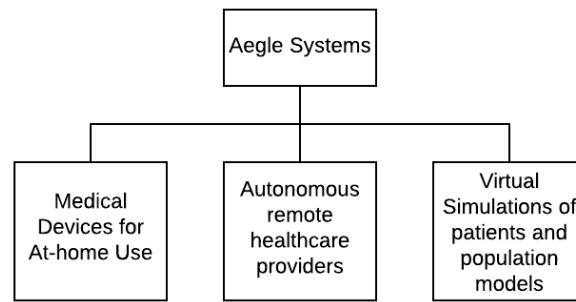 Aegle Systems
Medical
Devices for
At-home Use
Autonomous
remote
healthcare
providers
Virtual
Simulations of
patients and
population
models